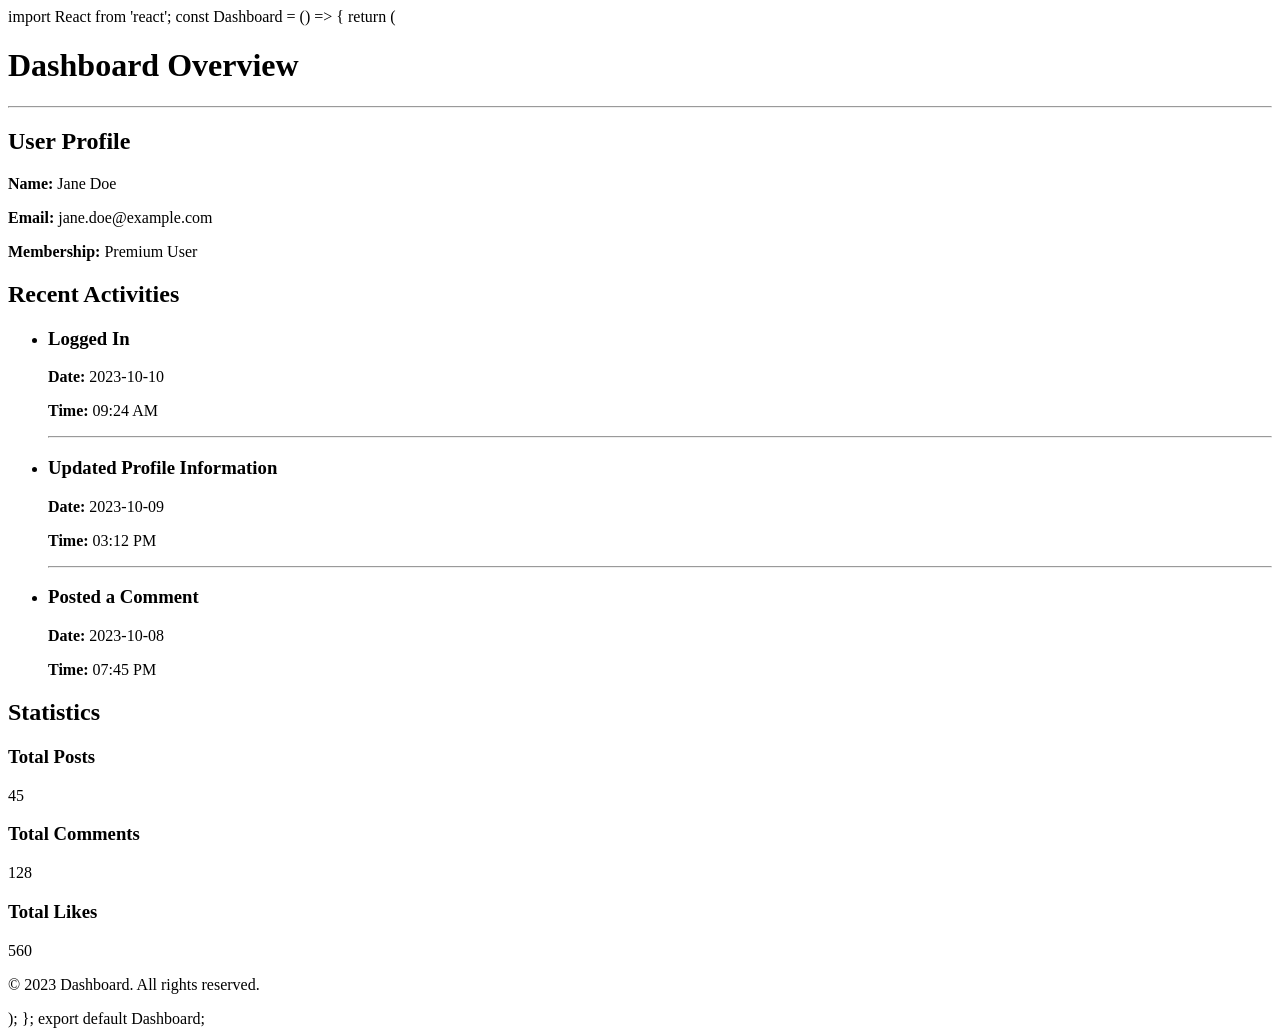 import React from 'react'; const Dashboard = () => { return (
Dashboard Overview
User Profile
Name: Jane Doe
Email: jane.doe@example.com
Membership: Premium User
Recent Activities
Logged In
Date: 2023-10-10
Time: 09:24 AM
Updated Profile Information
Date: 2023-10-09
Time: 03:12 PM
Posted a Comment
Date: 2023-10-08
Time: 07:45 PM
Statistics
Total Posts
45
Total Comments
128
Total Likes
560
© 2023 Dashboard. All rights reserved.
); }; export default Dashboard;